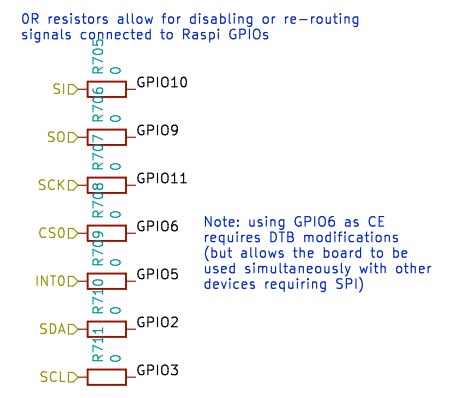 0R resistors allow for disabling or re-routing
signals connected to Raspi GPIOs
R705
0
SI
GPIO10
R706
0
SO
GPIO9
R707
0
SCK
GPIO11
R708
0
CS0
GPIO6
R709
0
INT0
GPIO5
R710
0
SDA
GPIO2
R711
0
SCL
GPIO3
Note: using GPIO6 as CE
requires DTB modifications
(but allows the board to be
used simultaneously with other
devices requiring SPI)